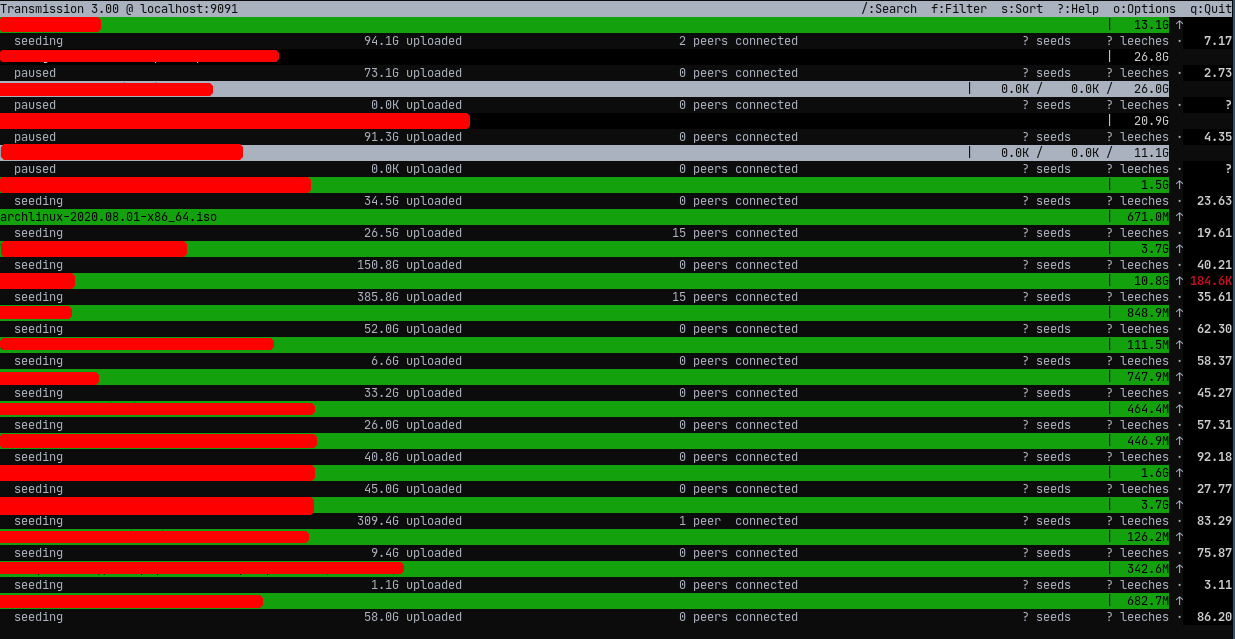 Transmission 3.00 @ localhost:9091 /:Search f:Filter s:Sort ?:Help o:Options q:Quit
| 13.1G ↑
seeding 94.1G uploaded 2 peers connected ? seeds ? leeches · 7.17
| 26.8G
paused 73.1G uploaded 0 peers connected ? seeds ? leeches · 2.73
| 0.0K / 0.0K / 26.0G
paused 0.0K uploaded 0 peers connected ? seeds ? leeches · ?
| 20.9G
paused 91.3G uploaded 0 peers connected ? seeds ? leeches · 4.35
| 0.0K / 0.0K / 11.1G
paused 0.0K uploaded 0 peers connected ? seeds ? leeches · ?
| 1.5G ↑
seeding 34.5G uploaded 0 peers connected ? seeds ? leeches · 23.63
archlinux-2020.08.01-x86_64.iso | 671.0M ↑
seeding 26.5G uploaded 15 peers connected ? seeds ? leeches · 19.61
| 3.7G ↑
seeding 150.8G uploaded 0 peers connected ? seeds ? leeches · 40.21
| 10.8G ↑ 184.6K
seeding 385.8G uploaded 15 peers connected ? seeds ? leeches · 35.61
| 848.9M ↑
seeding 52.0G uploaded 0 peers connected ? seeds ? leeches · 62.30
| 111.5M ↑
seeding 6.6G uploaded 0 peers connected ? seeds ? leeches · 58.37
| 747.9M ↑
seeding 33.2G uploaded 0 peers connected ? seeds ? leeches · 45.27
| 464.4M ↑
seeding 26.0G uploaded 0 peers connected ? seeds ? leeches · 57.31
| 446.9M ↑
seeding 40.8G uploaded 0 peers connected ? seeds ? leeches · 92.18
| 1.6G ↑
seeding 45.0G uploaded 0 peers connected ? seeds ? leeches · 27.77
| 3.7G ↑
seeding 309.4G uploaded 1 peer connected ? seeds ? leeches · 83.29
| 126.2M ↑
seeding 9.4G uploaded 0 peers connected ? seeds ? leeches · 75.87
| 342.6M ↑
seeding 1.1G uploaded 0 peers connected ? seeds ? leeches · 3.11
| 682.7M ↑
seeding 58.0G uploaded 0 peers connected ? seeds ? leeches · 86.20